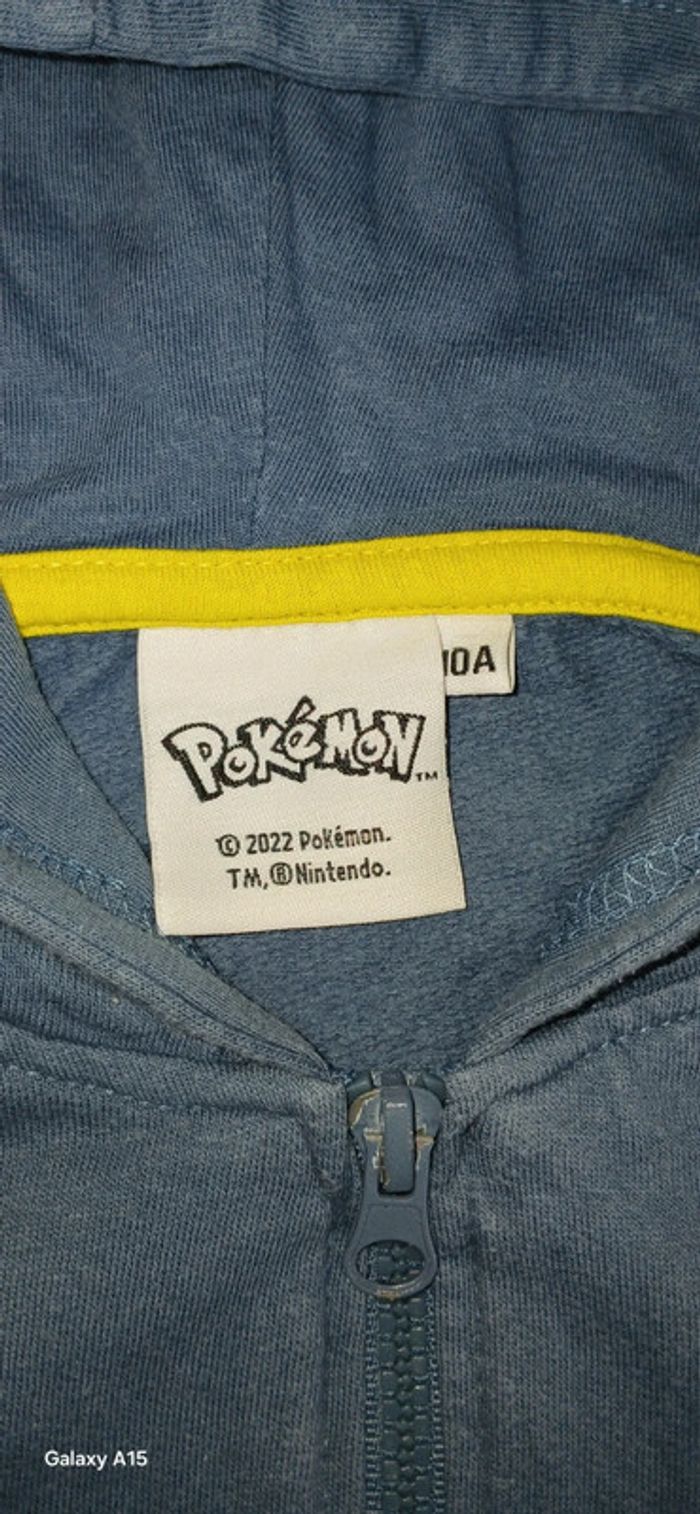 10A
POKéMON™
© 2022 Pokémon.
TM,® Nintendo.
Galaxy A15